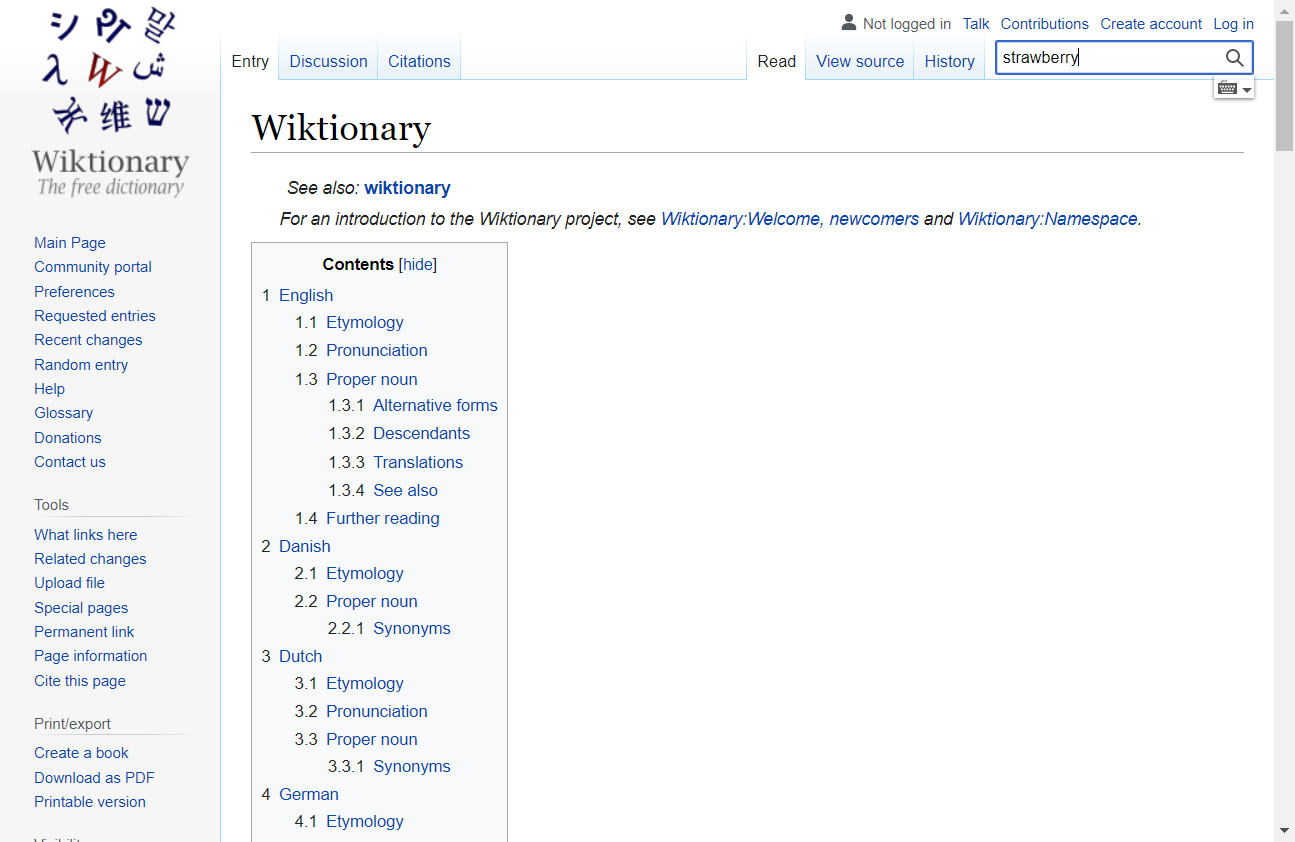 シ
말
λ W ش
維 ש
Wiktionary
The free dictionary
Not logged in Talk Contributions Create account Log in
Entry Discussion Citations Read View source History strawberry
Wiktionary
See also: wiktionary
For an introduction to the Wiktionary project, see Wiktionary:Welcome, newcomers and Wiktionary:Namespace.
Main Page
Community portal
Preferences
Requested entries
Recent changes
Random entry
Help
Glossary
Donations
Contact us
Tools
What links here
Related changes
Upload file
Special pages
Permanent link
Page information
Cite this page
Print/export
Create a book
Download as PDF
Printable version
Contents [hide]
1 English
1.1 Etymology
1.2 Pronunciation
1.3 Proper noun
1.3.1 Alternative forms
1.3.2 Descendants
1.3.3 Translations
1.3.4 See also
1.4 Further reading
2 Danish
2.1 Etymology
2.2 Proper noun
2.2.1 Synonyms
3 Dutch
3.1 Etymology
3.2 Pronunciation
3.3 Proper noun
3.3.1 Synonyms
4 German
4.1 Etymology